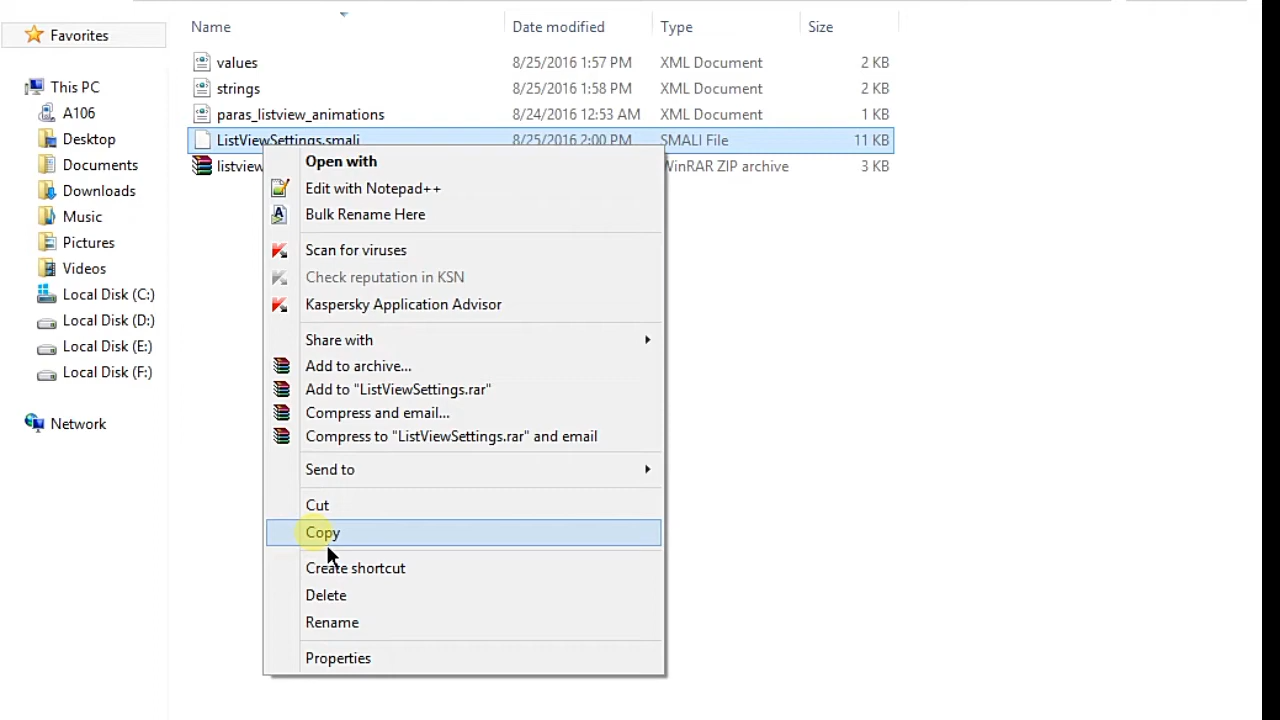 Name Date modified Type Size
Favorites
values 8/25/2016 1:57 PM XML Document 2 KB
strings 8/25/2016 1:58 PM XML Document 2 KB
paras_listview_animations 8/24/2016 12:53 AM XML Document 1 KB
ListViewSettings.smali 8/25/2016 2:00 PM SMALI File 11 KB
listview WinRAR ZIP archive 3 KB
This PC
A106
Desktop
Documents
Downloads
Music
Pictures
Videos
Local Disk (C:)
Local Disk (D:)
Local Disk (E:)
Local Disk (F:)
Network
Open with
Edit with Notepad++
Bulk Rename Here
Scan for viruses
Check reputation in KSN
Kaspersky Application Advisor
Share with
Add to archive...
Add to "ListViewSettings.rar"
Compress and email...
Compress to "ListViewSettings.rar" and email
Send to
Cut
Copy
Create shortcut
Delete
Rename
Properties